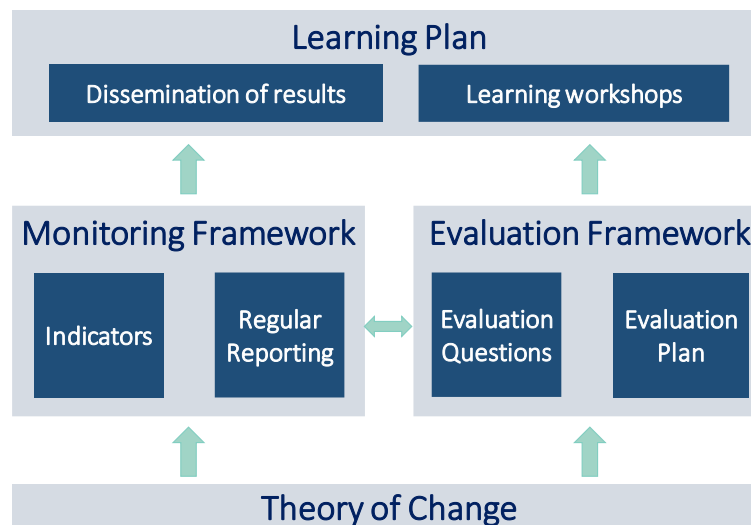 Learning Plan
Dissemination of results
Learning workshops
Monitoring Framework
Indicators
Regular
Reporting
Evaluation Framework
Evaluation
Questions
Evaluation
Plan
Theory of Change